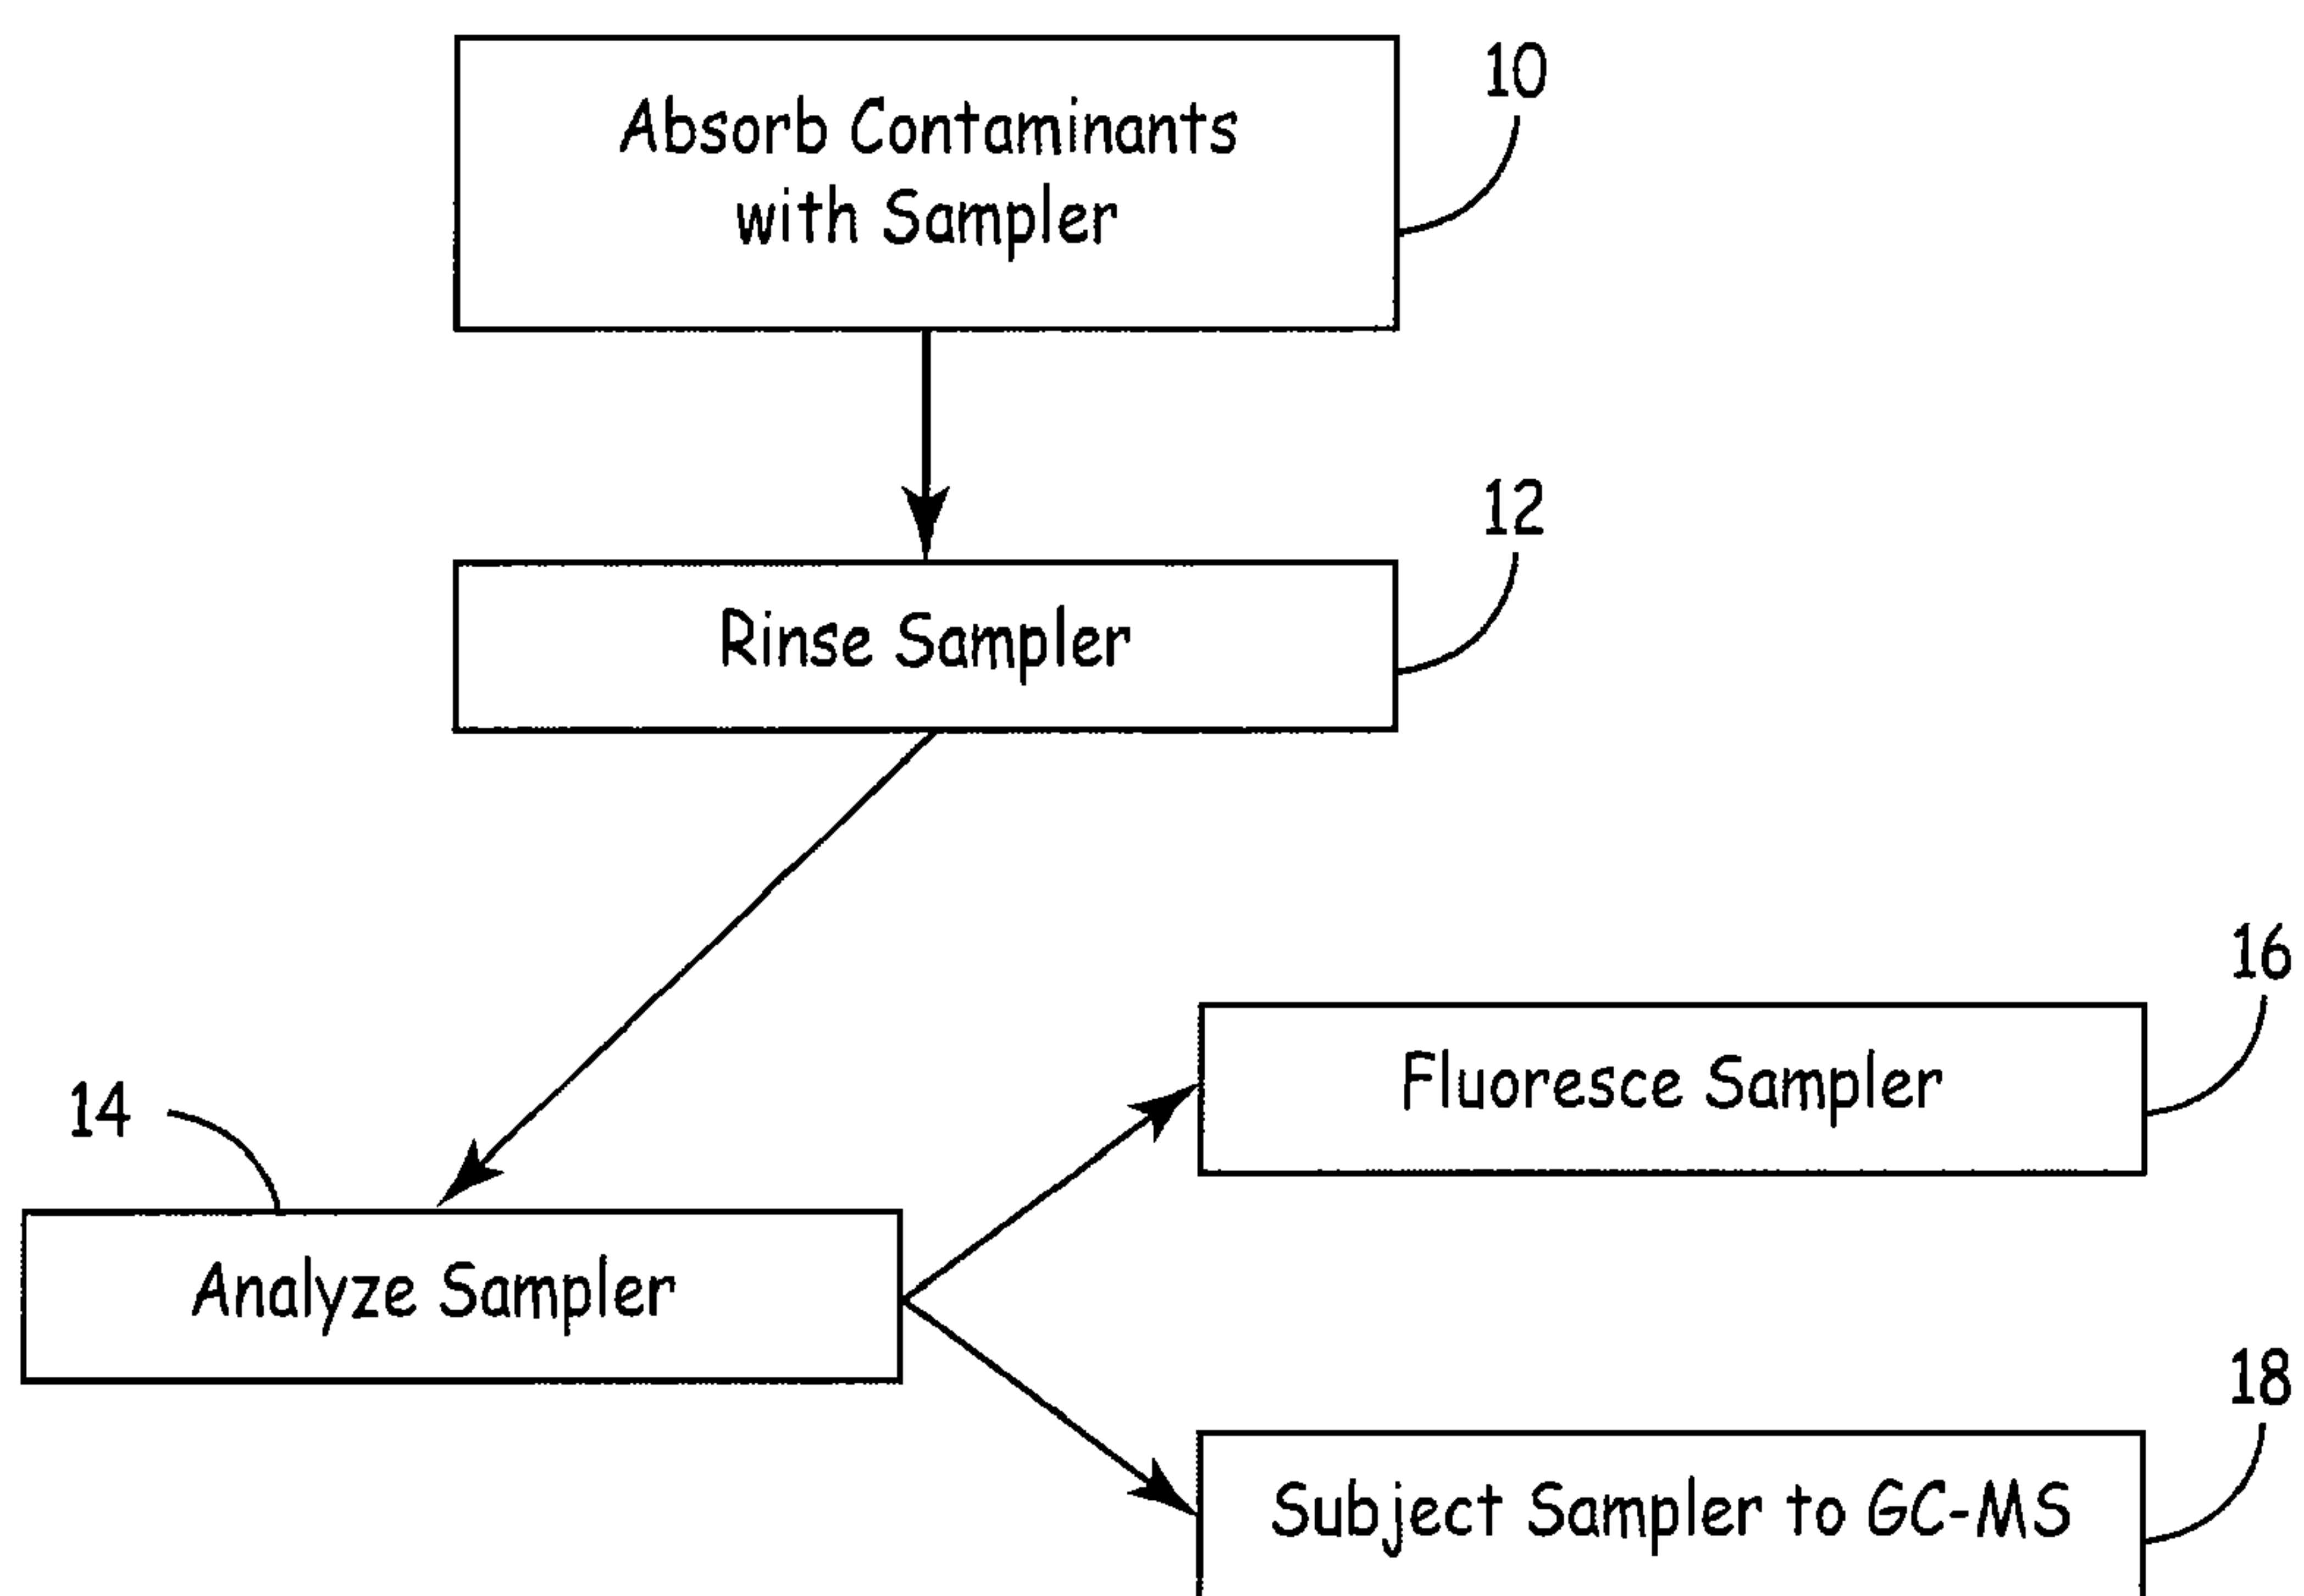 10
Absorb Contaminants
with Sampler
12
Rinse Sampler
16
Fluoresce Sampler
14
Analyze Sampler
18
Subject Sampler to GC-MS